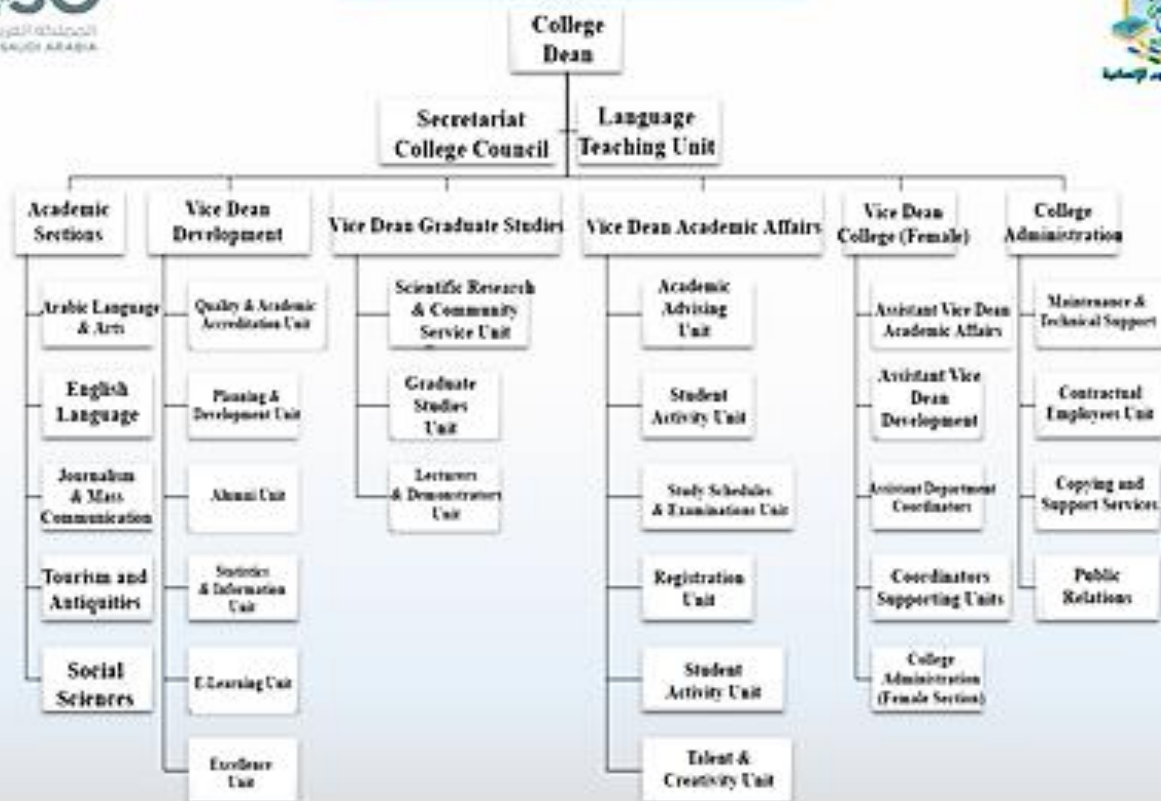 SAUDI ARABIA
College
Dean
Secretariat
College Council
Language
Teaching Unit
Academic
Sections
Vice Dean
Development
Vice Dean Graduate Studies
Vice Dean Academic Affairs
Vice Dean
College (Female)
College
Administration
Arabic Language
& Arts
English
Language
Journalism
& Mass
Communication
Tourism and
Antiquities
Social
Sciences
Quality & Academic
Accreditation Unit
Planning &
Development Unit
Alumni Unit
Statistics
& Information
Unit
E-Learning Unit
Excellence
Unit
Scientific Research
& Community
Service Unit
Graduate
Studies
Unit
Lecturers
& Demonstrators
Unit
Academic
Advising
Unit
Student
Activity Unit
Study Schedules
& Examinations Unit
Registration
Unit
Student
Activity Unit
Talent &
Creativity Unit
Assistant Vice Dean
Academic Affairs
Assistant Vice
Dean
Development
Assistant Department
Coordinators
Coordinators
Supporting Units
College
Administration
(Female Section)
Maintenance &
Technical Support
Contractual
Employees Unit
Copying and
Support Services
Public
Relations